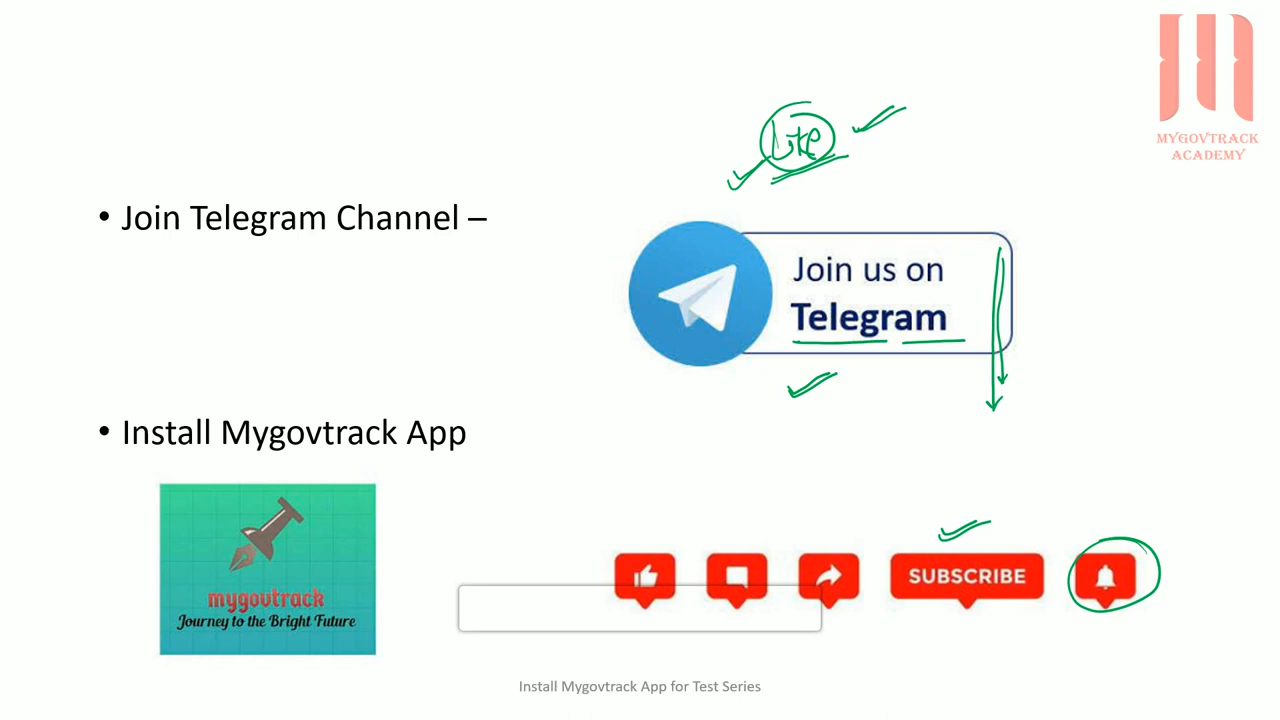 MYGOVTRACK
ACADEMY
Like
• Join Telegram Channel –
Join us on
Telegram
• Install Mygovtrack App
SUBSCRIBE
mygovtrack
Journey to the Bright Future
Install Mygovtrack App for Test Series